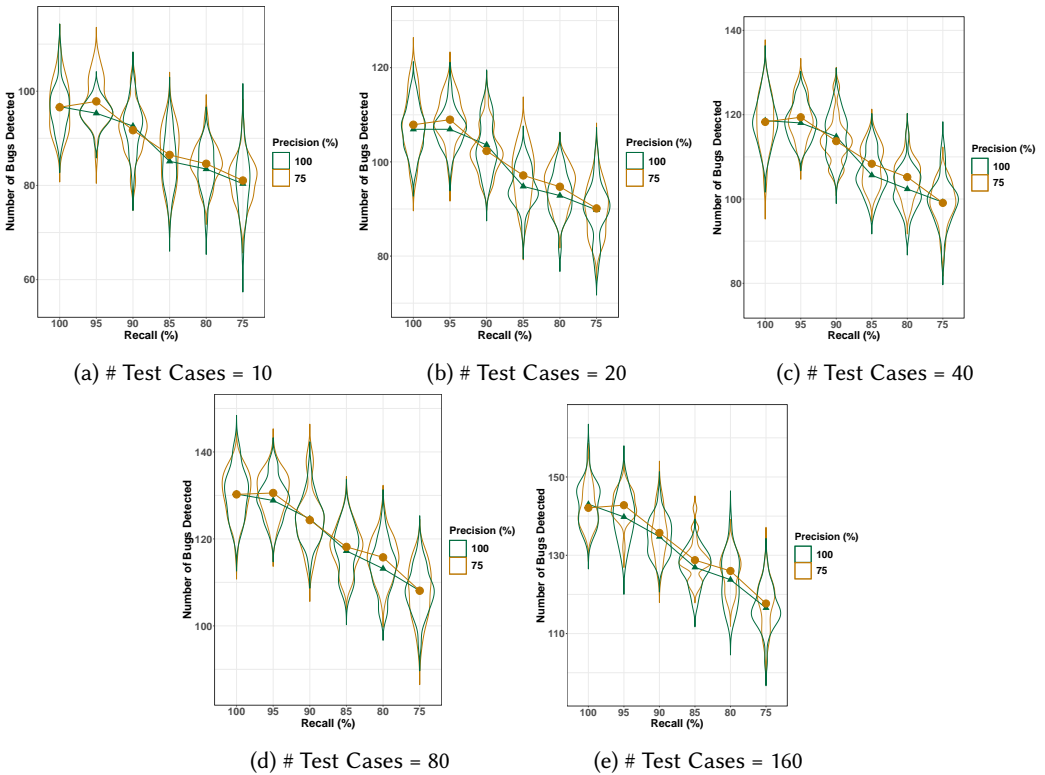 Number of Bugs Detected
100
80
60
100 95 90 85 80 75
Recall (%)
Precision (%)
100
75
(a) # Test Cases = 10
Number of Bugs Detected
120
100
80
100 95 90 85 80 75
Recall (%)
Precision (%)
100
75
(b) # Test Cases = 20
Number of Bugs Detected
140
120
100
80
100 95 90 85 80 75
Recall (%)
Precision (%)
100
75
(c) # Test Cases = 40
Number of Bugs Detected
140
120
100
100 95 90 85 80 75
Recall (%)
Precision (%)
100
75
(d) # Test Cases = 80
Number of Bugs Detected
150
130
110
100 95 90 85 80 75
Recall (%)
Precision (%)
100
75
(e) # Test Cases = 160